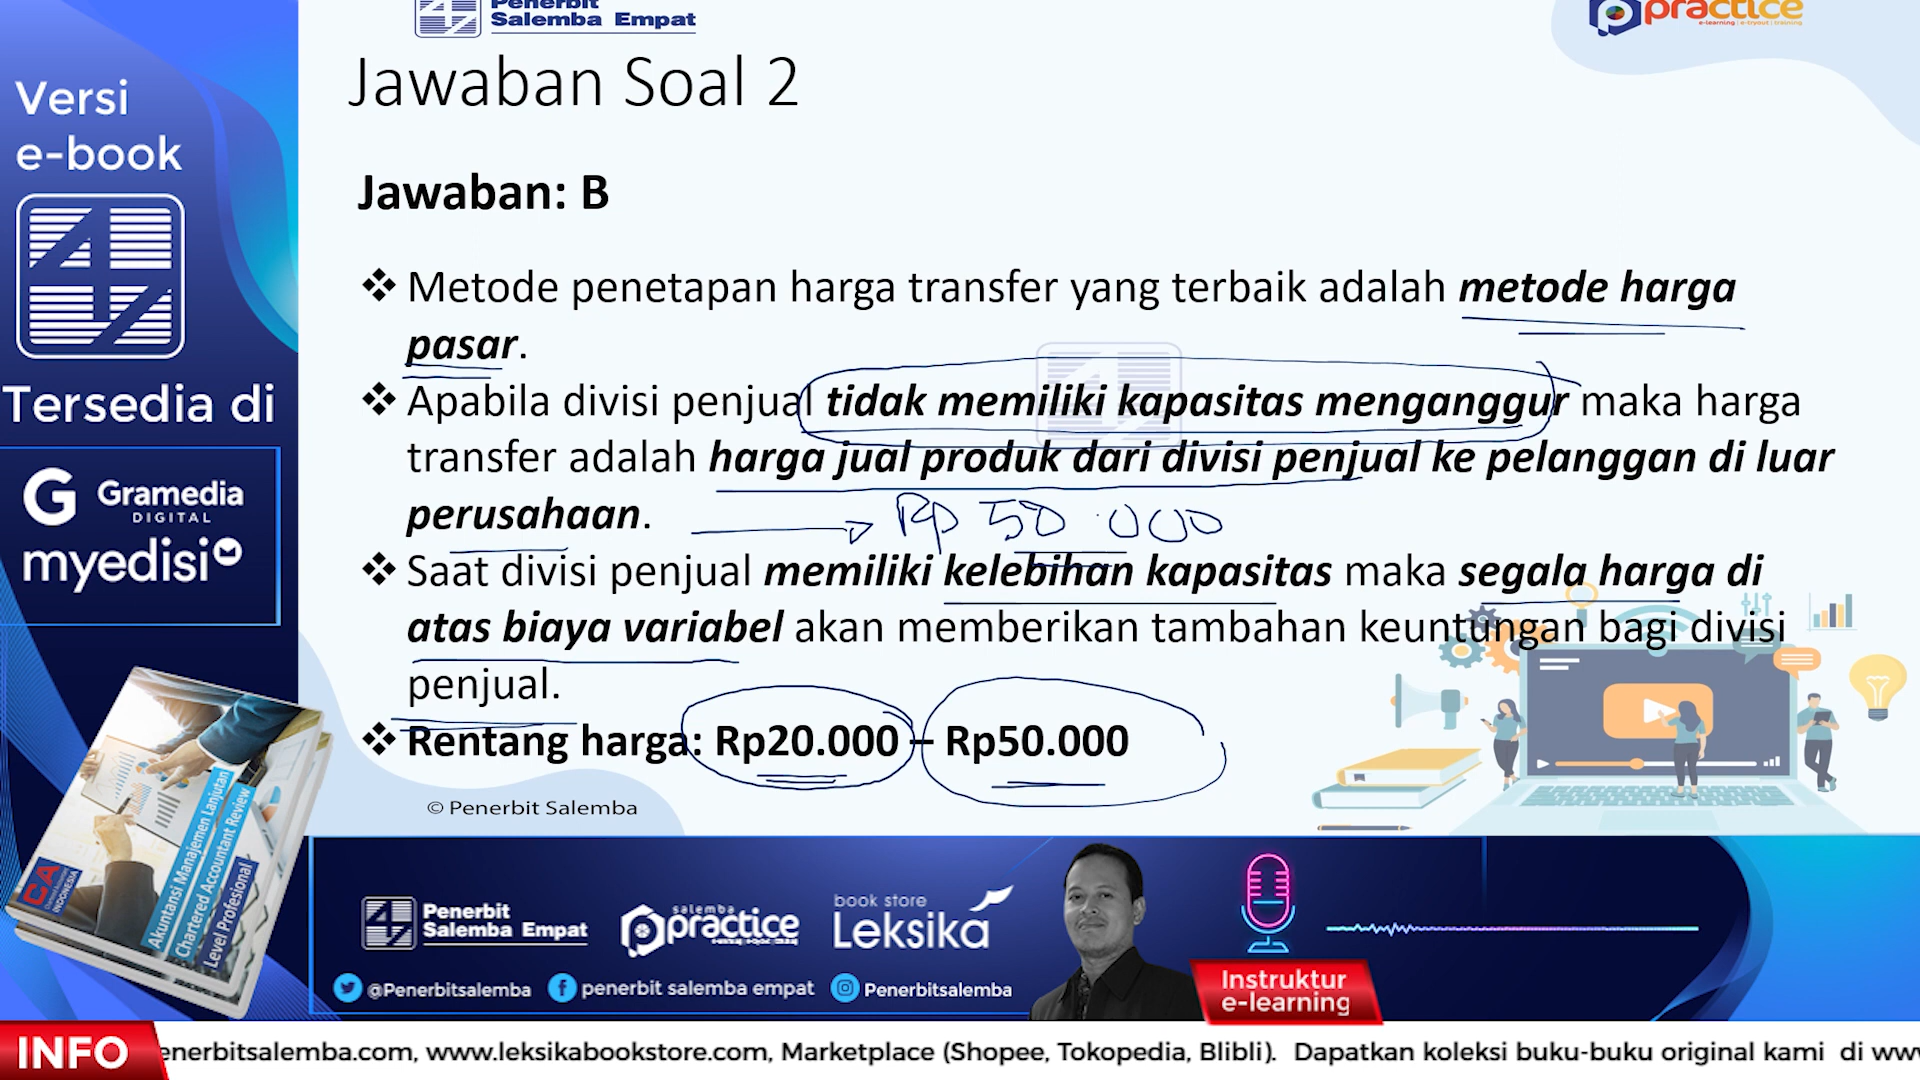 Penerbit
Salemba Empat
practice
e-learning | e-tryout | training
Versi
e-book
Tersedia di
Gramedia
DIGITAL
myedisi
Jawaban Soal 2
Jawaban: B
❖ Metode penetapan harga transfer yang terbaik adalah metode harga
pasar.
❖ Apabila divisi penjual tidak memiliki kapasitas menganggur maka harga
transfer adalah harga jual produk dari divisi penjual ke pelanggan di luar
perusahaan.
Rp 50.000
❖ Saat divisi penjual memiliki kelebihan kapasitas maka segala harga di
atas biaya variabel akan memberikan tambahan keuntungan bagi divisi
penjual.
❖ Rentang harga: Rp20.000 – Rp50.000
© Penerbit Salemba
Akuntansi Manajemen Lanjutan
Chartered Accountant Review
Level Profesional
CA
INDONESIA
Penerbit
Salemba Empat
salemba
practice
book store
Leksika
@Penerbitsalemba
penerbit salemba empat
Penerbitsalemba
Instruktur
e-learning
INFO
enerbitsalemba.com, www.leksikabookstore.com, Marketplace (Shopee, Tokopedia, Blibli). Dapatkan koleksi buku-buku original kami di www